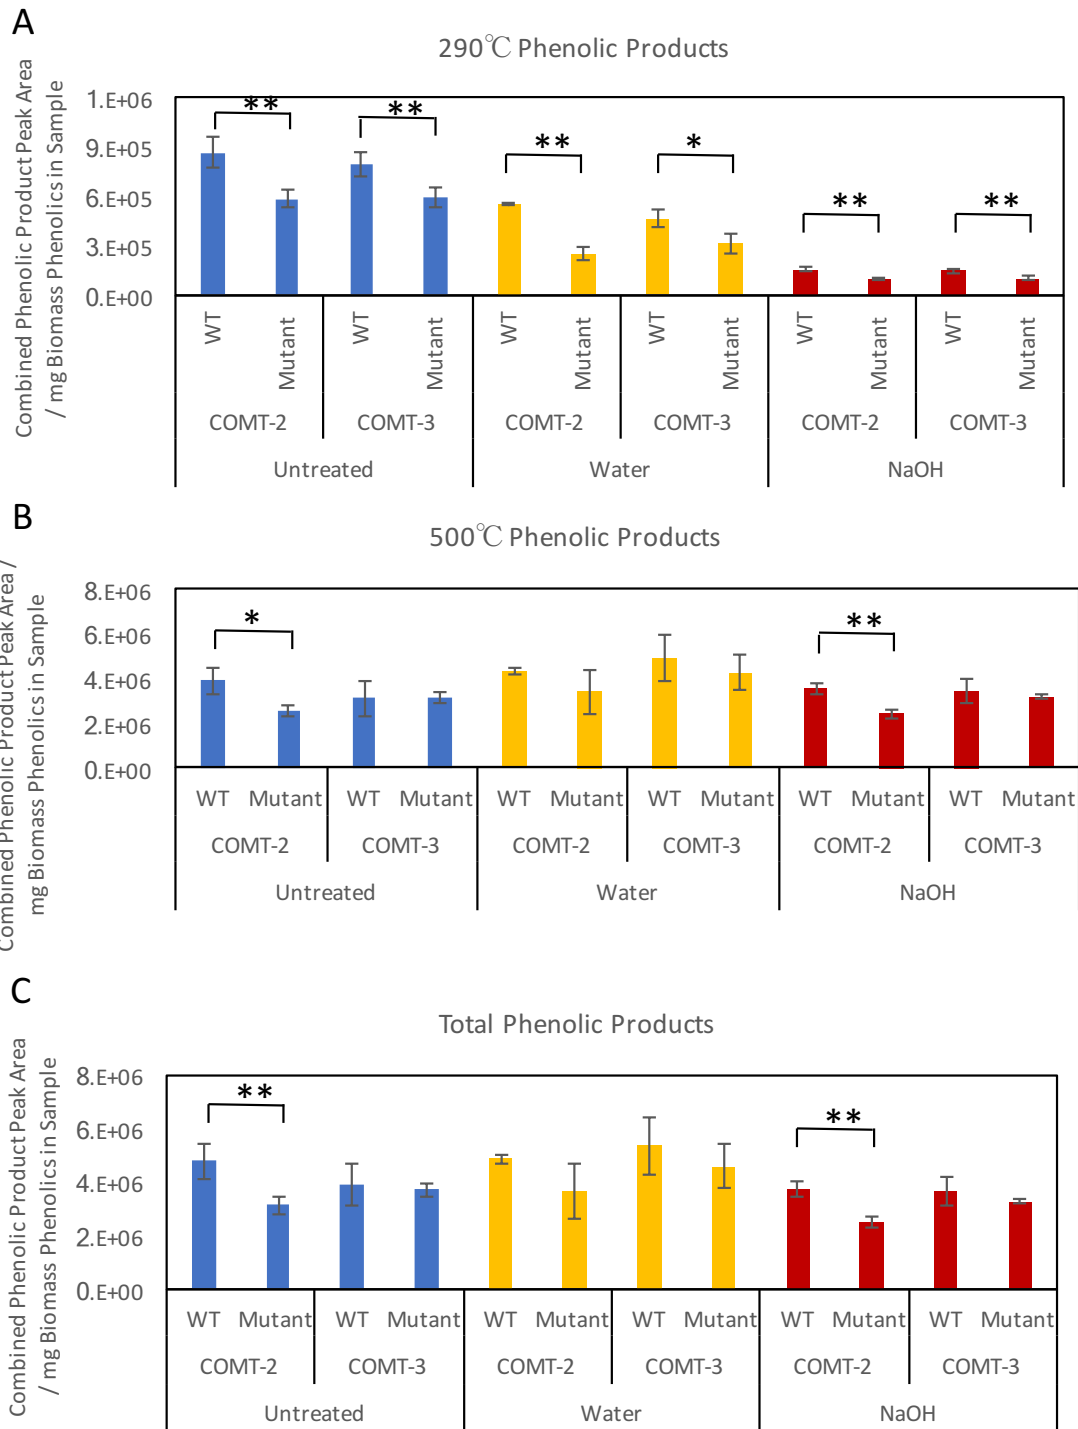 A
290℃ Phenolic Products
Combined Phenolic Product Peak Area
/ mg Biomass Phenolics in Sample
1.E+06
9.E+05
6.E+05
3.E+05
0.E+00
** ** ** * ** **
WT Mutant WT Mutant WT Mutant WT Mutant WT Mutant WT Mutant
COMT-2 COMT-3 COMT-2 COMT-3 COMT-2 COMT-3
Untreated Water NaOH
B
500℃ Phenolic Products
Combined Phenolic Product Peak Area /
mg Biomass Phenolics in Sample
8.E+06
6.E+06
4.E+06
2.E+06
0.E+00
* **
WT Mutant WT Mutant WT Mutant WT Mutant WT Mutant WT Mutant
COMT-2 COMT-3 COMT-2 COMT-3 COMT-2 COMT-3
Untreated Water NaOH
C
Total Phenolic Products
Combined Phenolic Product Peak Area
/ mg Biomass Phenolics in Sample
8.E+06
6.E+06
4.E+06
2.E+06
0.E+00
** **
WT Mutant WT Mutant WT Mutant WT Mutant WT Mutant WT Mutant
COMT-2 COMT-3 COMT-2 COMT-3 COMT-2 COMT-3
Untreated Water NaOH